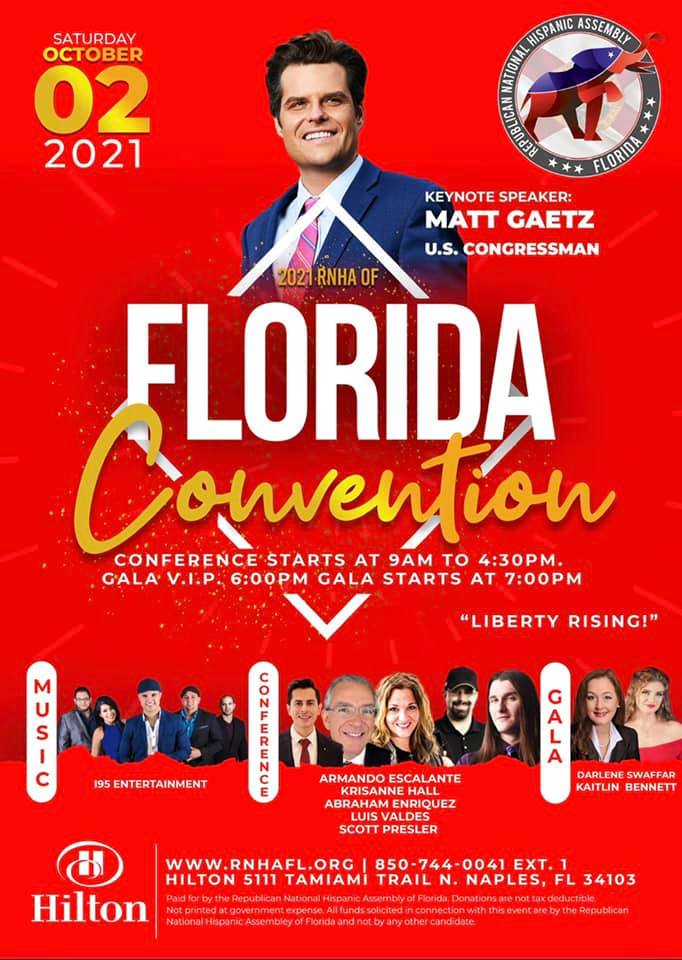 SATURDAY
OCTOBER
02
2021
REPUBLICAN NATIONAL HISPANIC ASSEMBLY
FLORIDA
KEYNOTE SPEAKER:
MATT GAETZ
U.S. CONGRESSMAN
2021 RNHA OF
FLORIDA
Convention
CONFERENCE STARTS AT 9AM TO 4:30PM.
GALA V.I.P. 6:00PM GALA STARTS AT 7:00PM
"LIBERTY RISING!"
MUSIC
I95 ENTERTAINMENT
CONFERENCE
ARMANDO ESCALANTE
KRISANNE HALL
ABRAHAM ENRIQUEZ
LUIS VALDES
SCOTT PRESLER
GALA
DARLENE SWAFFAR
KAITLIN BENNETT
H
Hilton
WWW.RNHAFL.ORG | 850-744-0041 EXT. 1
HILTON 5111 TAMIAMI TRAIL N. NAPLES, FL 34103
Paid for by the Republican National Hispanic Assembly of Florida. Donations are not tax deductible.
Not printed at government expense. All funds solicited in connection with this event are by the Republican
National Hispanic Assembley of Florida and not by any other candidate.